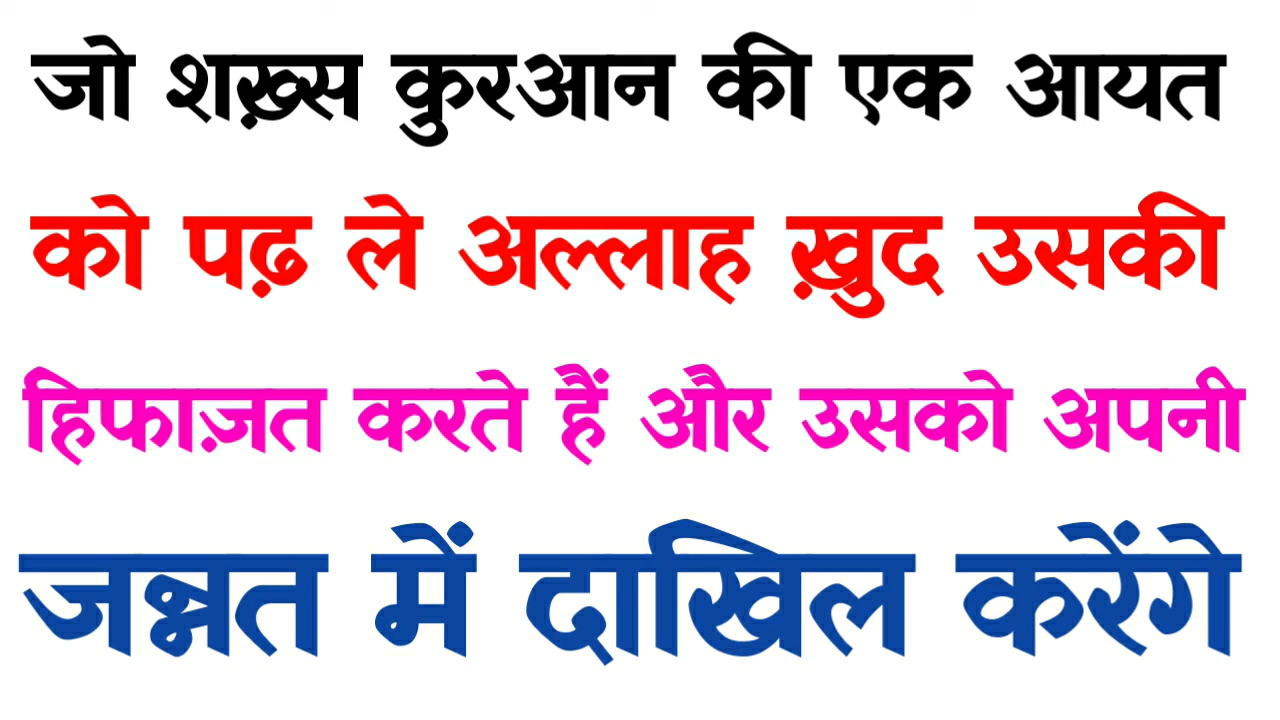 जो शख़्स कुरआन की एक आयत
को पढ़ ले अल्लाह ख़ुद उसकी
हिफाज़त करते हैं और उसको अपनी
जन्नत में दाखिल करेंगे